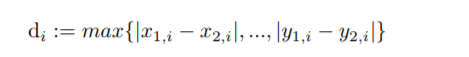 dᵢ := max{|x₁,ᵢ − x₂,ᵢ|, ..., |y₁,ᵢ − y₂,ᵢ|}